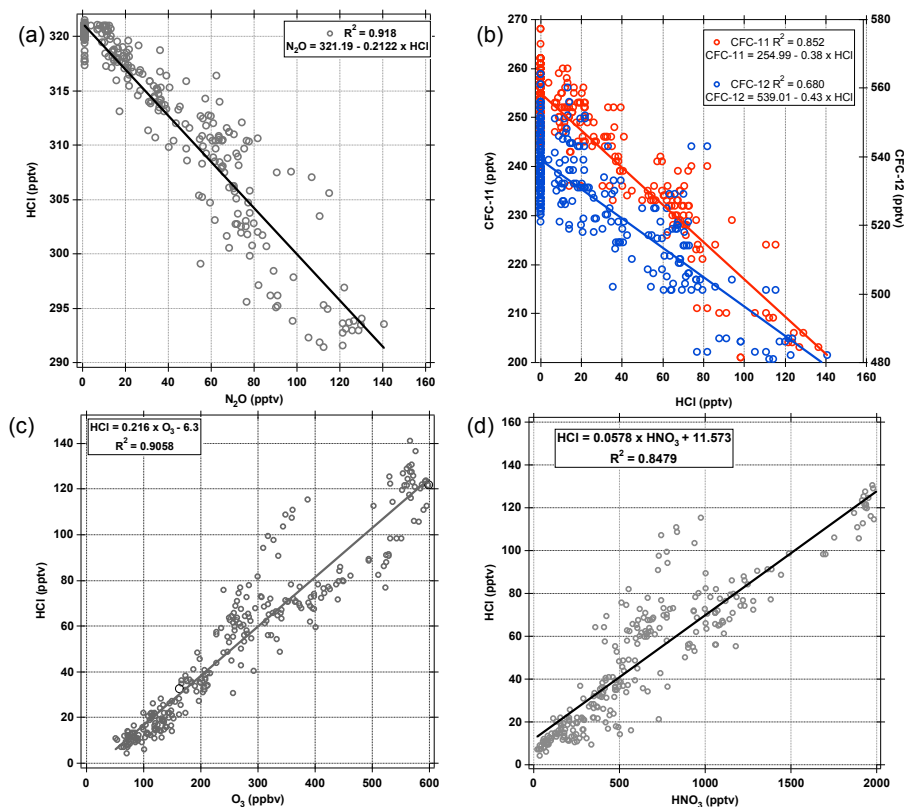 (a)
R² = 0.918
N₂O = 321.19 - 0.2122 x HCl
HCl (pptv)
320
315
310
305
300
295
290
0 20 40 60 80 100 120 140 160
N₂O (pptv)
(b)
CFC-11 R² = 0.852
CFC-11 = 254.99 - 0.38 x HCl
CFC-12 R² = 0.680
CFC-12 = 539.01 - 0.43 x HCl
CFC-11 (pptv)
270
260
250
240
230
220
210
200
CFC-12 (pptv)
580
560
540
520
500
480
0 20 40 60 80 100 120 140 160
HCl (pptv)
(c)
HCl = 0.216 x O₃ - 6.3
R² = 0.9058
HCl (pptv)
140
120
100
80
60
40
20
0
0 100 200 300 400 500 600
O₃ (ppbv)
(d)
HCl = 0.0578 x HNO₃ + 11.573
R² = 0.8479
HCl (pptv)
160
140
120
100
80
60
40
20
0
0 500 1000 1500 2000
HNO₃ (pptv)